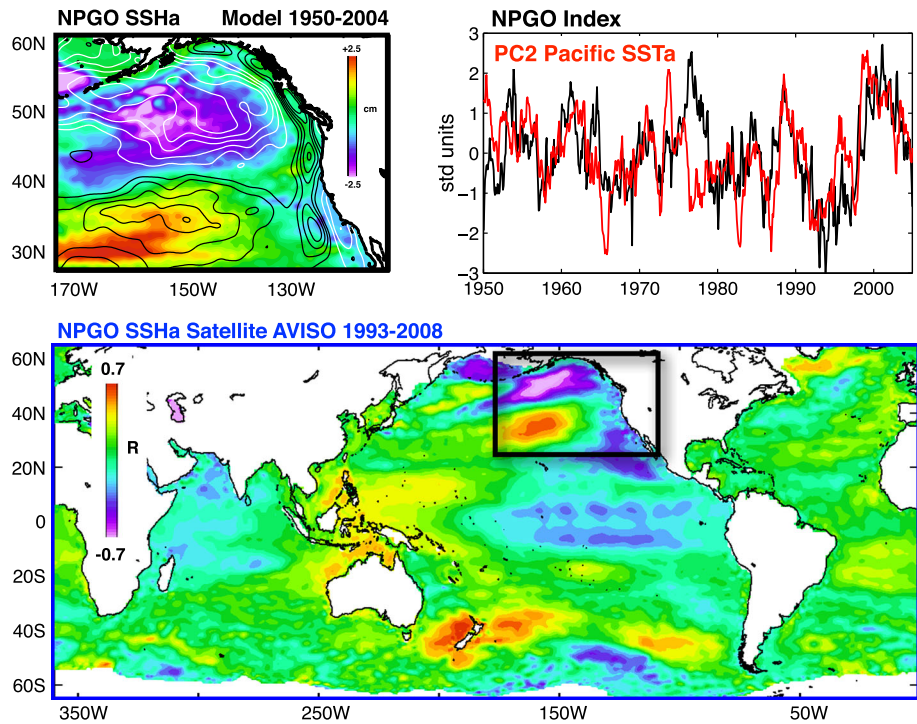 NPGO SSHa Model 1950-2004
60N
50N
40N
30N
170W 150W 130W
+2.5
cm
-2.5
NPGO Index
PC2 Pacific SSTa
std units
3
2
1
0
−1
−2
−3
1950 1960 1970 1980 1990 2000
NPGO SSHa Satellite AVISO 1993-2008
60N
40N
20N
0
20S
40S
60S
0.7
R
-0.7
350W 250W 150W 50W